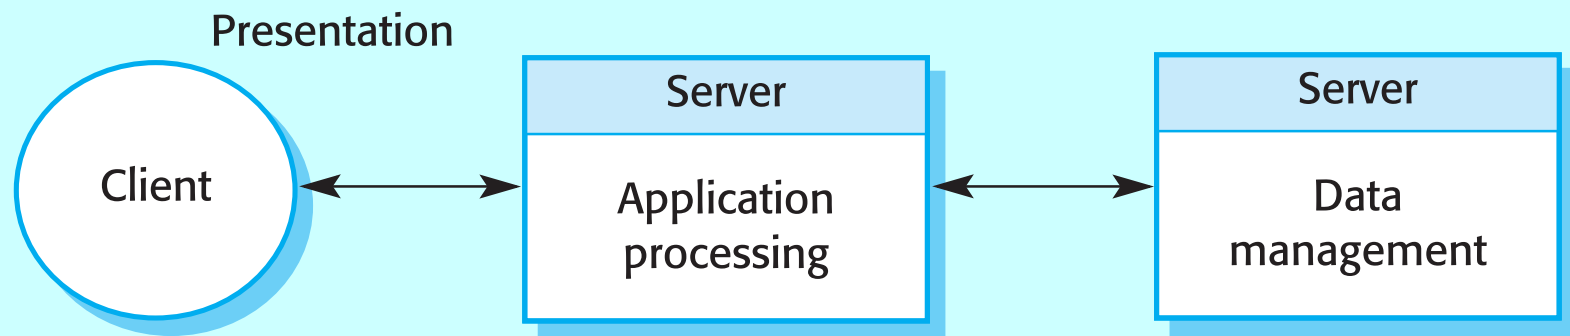 Presentation
Client
Server
Application
processing
Server
Data
management